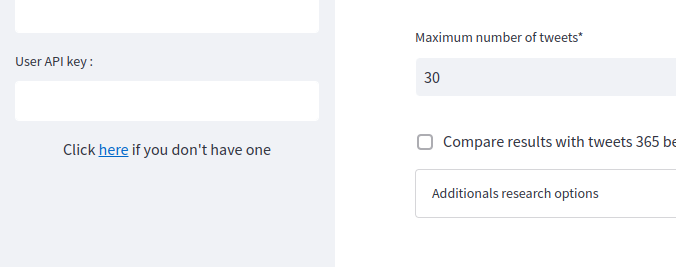 User API key :
Click here if you don't have one
Maximum number of tweets*
30
Compare results with tweets 365
Additionals research options